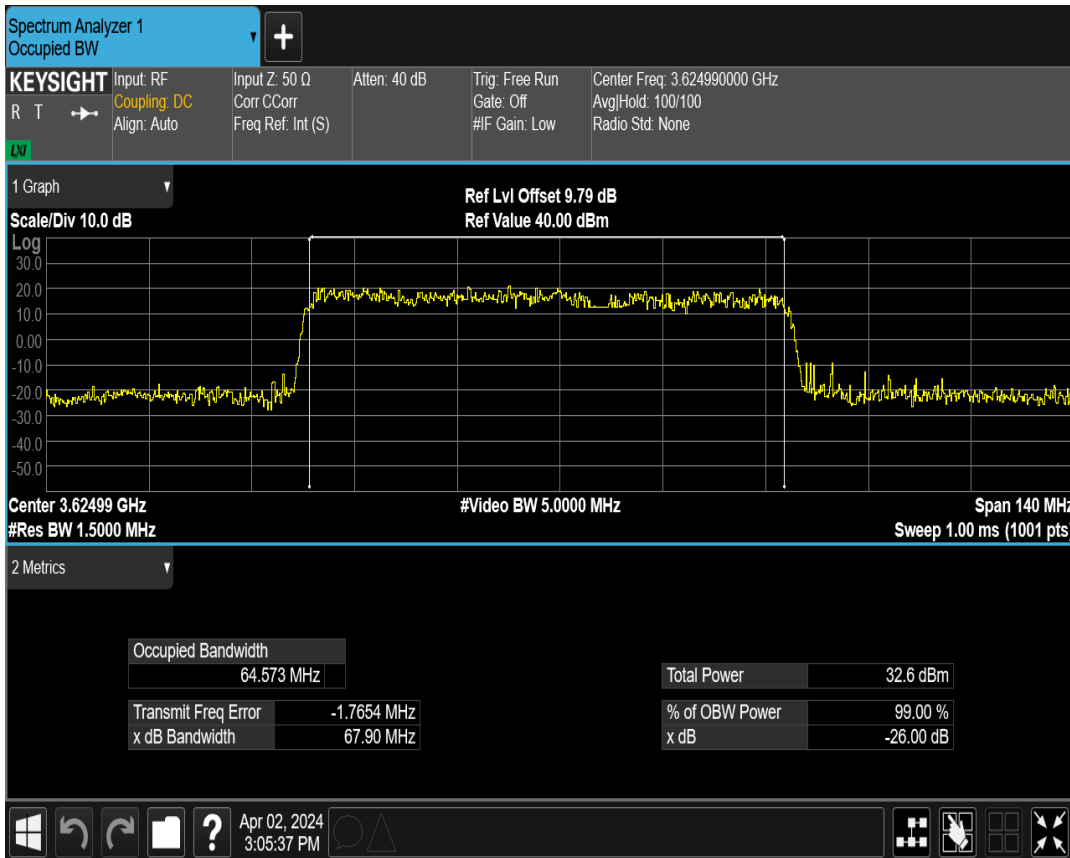 Spectrum Analyzer 1
Occupied BW
+
KEYSIGHT
R T
LXI
Input: RF
Coupling: DC
Align: Auto
Input Z: 50 Ω
Corr CCorr
Freq Ref: Int (S)
Atten: 40 dB
Trig: Free Run
Gate: Off
#IF Gain: Low
Center Freq: 3.624990000 GHz
Avg|Hold: 100/100
Radio Std: None
1 Graph
Scale/Div 10.0 dB
Ref Lvl Offset 9.79 dB
Ref Value 40.00 dBm
Log
30.0
20.0
10.0
0.00
-10.0
-20.0
-30.0
-40.0
-50.0
Center 3.62499 GHz
#Video BW 5.0000 MHz
Span 140 MHz
#Res BW 1.5000 MHz
Sweep 1.00 ms (1001 pts)
2 Metrics
Occupied Bandwidth
64.573 MHz
Transmit Freq Error -1.7654 MHz
x dB Bandwidth 67.90 MHz
Total Power 32.6 dBm
% of OBW Power 99.00 %
x dB -26.00 dB
?
Apr 02, 2024
3:05:37 PM